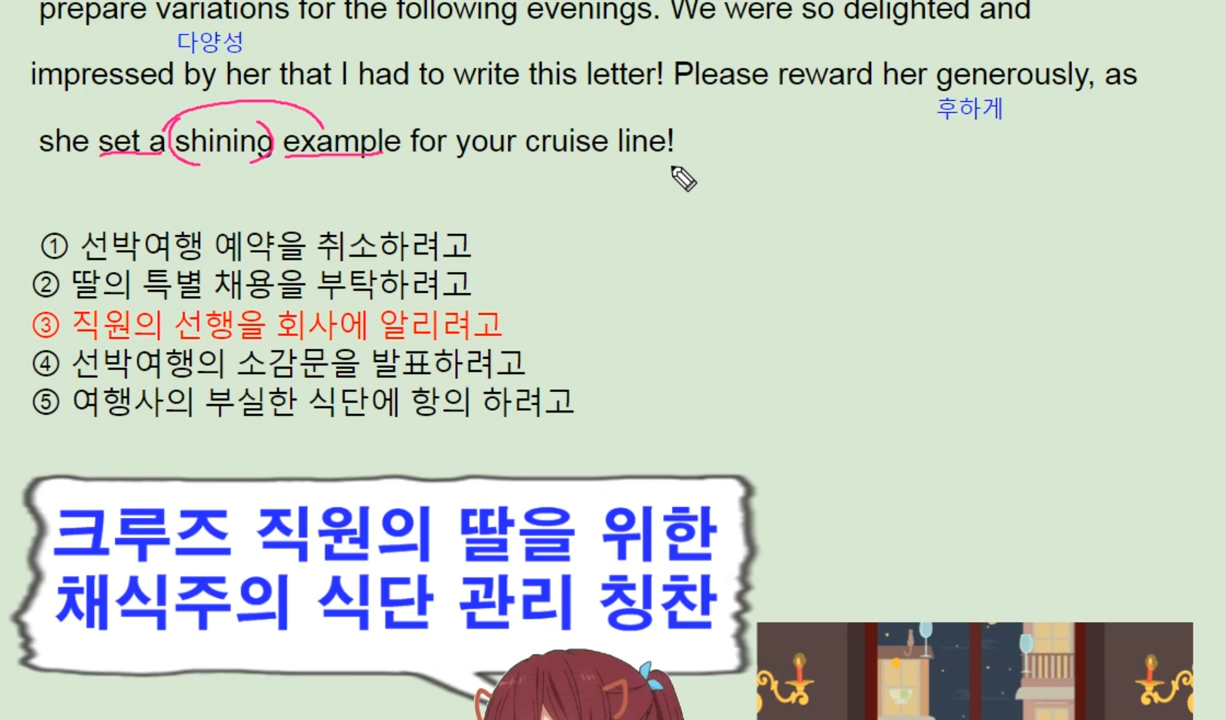 prepare variations for the following evenings. We were so delighted and
다양성
impressed by her that I had to write this letter! Please reward her generously, as
후하게
she set a shining example for your cruise line!
① 선박여행 예약을 취소하려고
② 딸의 특별 채용을 부탁하려고
③ 직원의 선행을 회사에 알리려고
④ 선박여행의 소감문을 발표하려고
⑤ 여행사의 부실한 식단에 항의 하려고
크루즈 직원의 딸을 위한
채식주의 식단 관리 칭찬